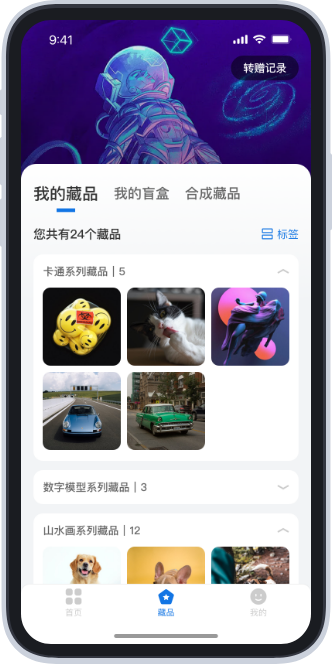 9:41
转赠记录
我的藏品 我的盲盒 合成藏品
您共有24个藏品 标签
卡通系列藏品 | 5
数字模型系列藏品 | 3
山水画系列藏品 | 12
首页 藏品 我的